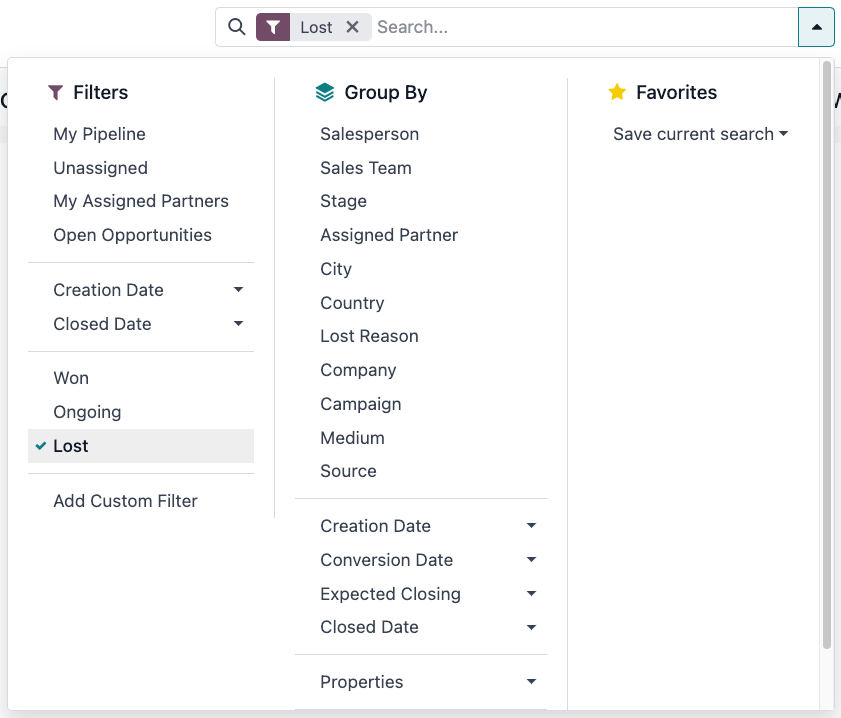 Lost
Search...
Filters
My Pipeline
Unassigned
My Assigned Partners
Open Opportunities
Creation Date
Closed Date
Won
Ongoing
Lost
Add Custom Filter
Group By
Salesperson
Sales Team
Stage
Assigned Partner
City
Country
Lost Reason
Company
Campaign
Medium
Source
Creation Date
Conversion Date
Expected Closing
Closed Date
Properties
Favorites
Save current search